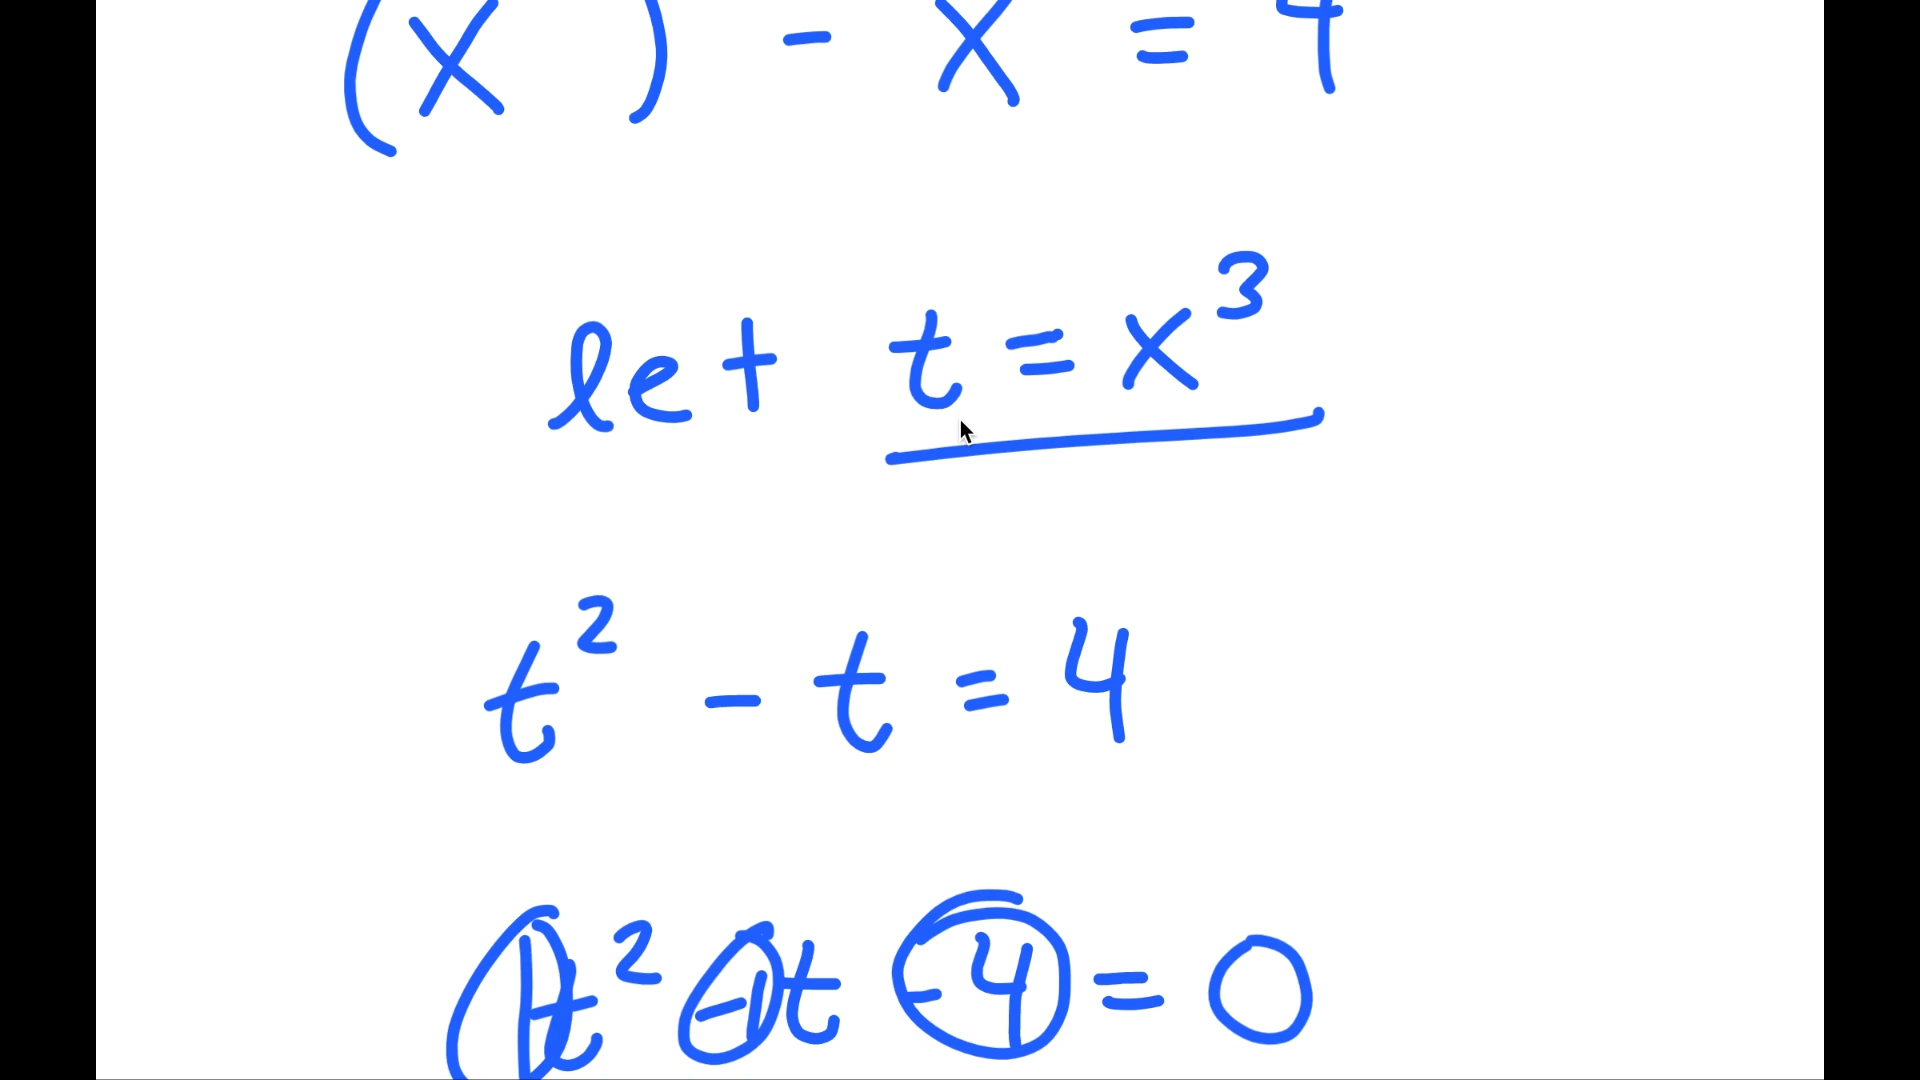 (x ) - x = 4
let t = x³
t² - t = 4
1t² -1t -4 = 0